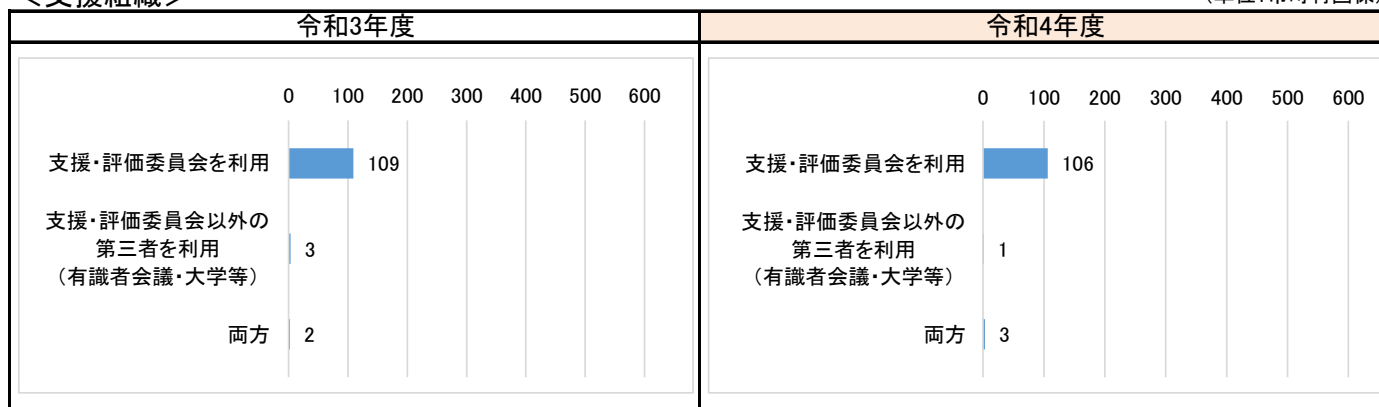 <支援組織>
令和3年度
令和4年度
0 100 200 300 400 500 600
支援・評価委員会を利用 109
支援・評価委員会以外の
第三者を利用 3
（有識者会議・大学等）
両方 2
0 100 200 300 400 500 600
支援・評価委員会を利用 106
支援・評価委員会以外の
第三者を利用 1
（有識者会議・大学等）
両方 3